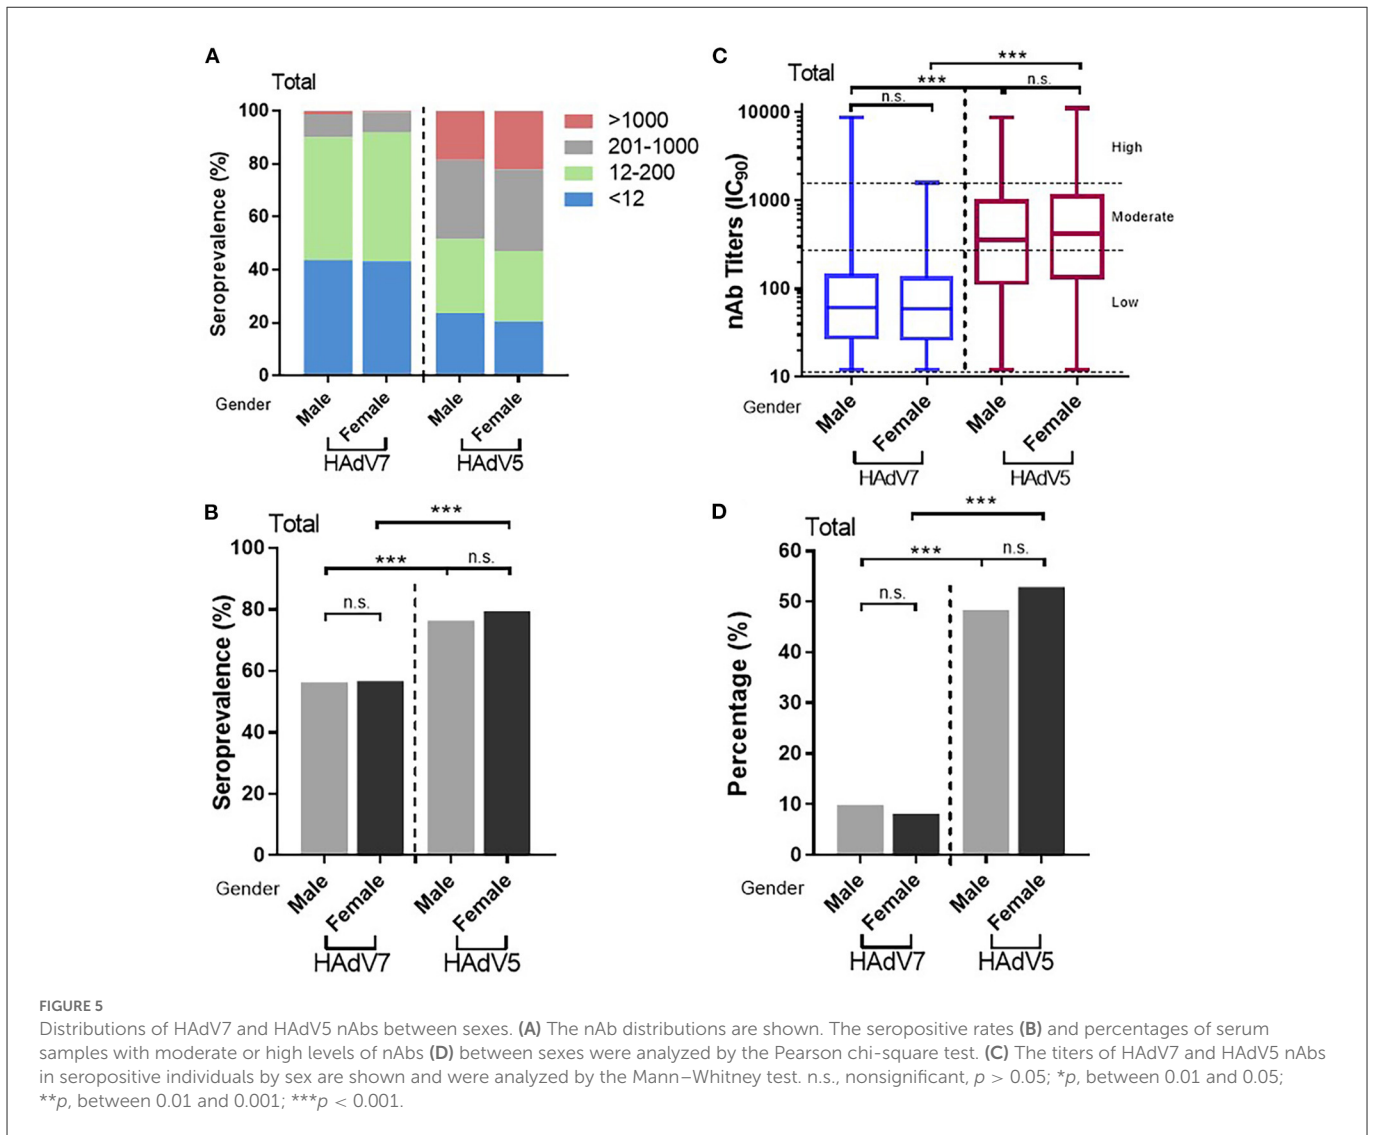 A
Total
Seroprevalence (%)
100
80
60
40
20
0
>1000
201-1000
12-200
<12
Gender
Male
Female
Male
Female
HAdV7
HAdV5
C
Total
***
***
n.s.
n.s.
nAb Titers (IC90)
10000
1000
100
10
High
Moderate
Low
Gender
Male
Female
Male
Female
HAdV7
HAdV5
B
Total
***
***
n.s.
n.s.
Seroprevalence (%)
100
80
60
40
20
0
Gender
Male
Female
Male
Female
HAdV7
HAdV5
D
Total
***
***
n.s.
n.s.
Percentage (%)
60
50
40
30
20
10
0
Gender
Male
Female
Male
Female
HAdV7
HAdV5
FIGURE 5
Distributions of HAdV7 and HAdV5 nAbs between sexes. (A) The nAb distributions are shown. The seropositive rates (B) and percentages of serum
samples with moderate or high levels of nAbs (D) between sexes were analyzed by the Pearson chi-square test. (C) The titers of HAdV7 and HAdV5 nAbs
in seropositive individuals by sex are shown and were analyzed by the Mann–Whitney test. n.s., nonsignificant, p > 0.05; *p, between 0.01 and 0.05;
**p, between 0.01 and 0.001; ***p < 0.001.